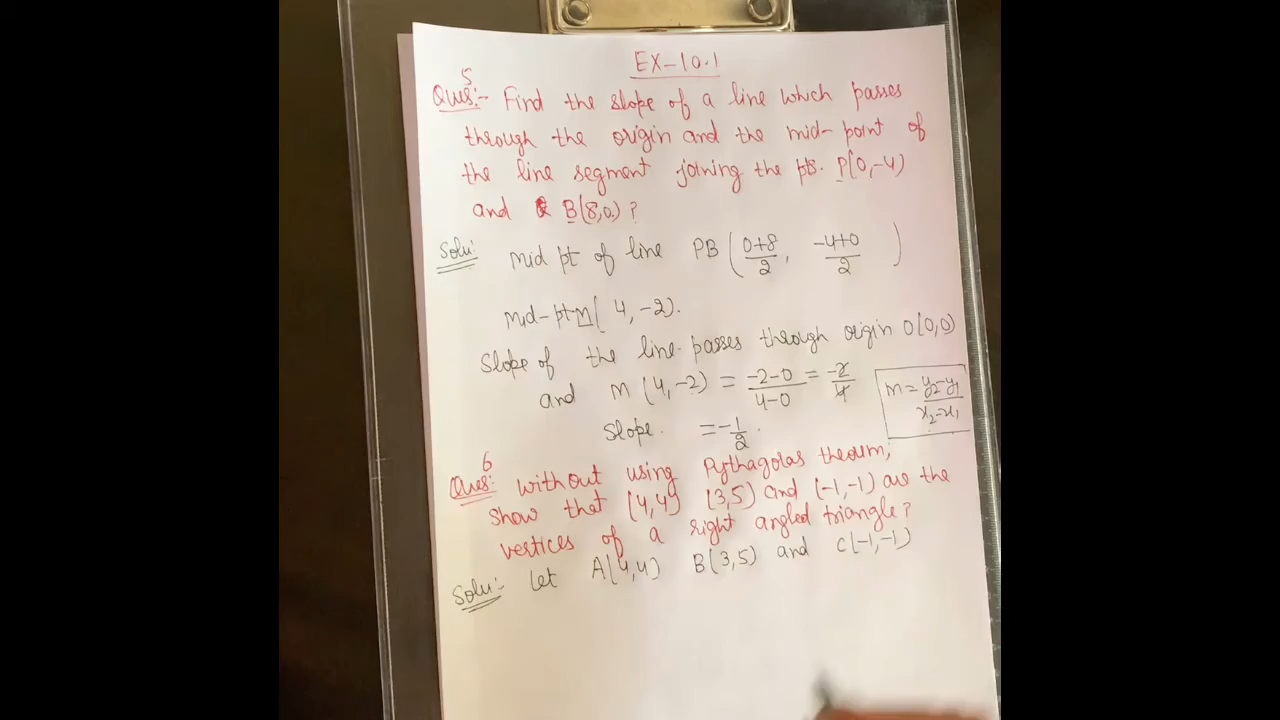 EX-10.1
5
Ques:- Find the slope of a line which passes
through the origin and the mid-point of
the line segment joining the pts. P(0,-4)
and B(8,0)?
Solu: Mid pt of line PB (0+8/2, -4+0/2)
Mid-pt M(4,-2).
Slope of the line passes through origin O(0,0)
and M(4,-2) = -2-0/4-0 = -2/4
m = y2-y1/x2-x1
Slope. = -1/2.
6
Ques: without using Pythagoras theorm,
show that (4,4) (3,5) and (-1,-1) are the
vertices of a right angled triangle?
Solu:- Let A(4,4) B(3,5) and C(-1,-1)